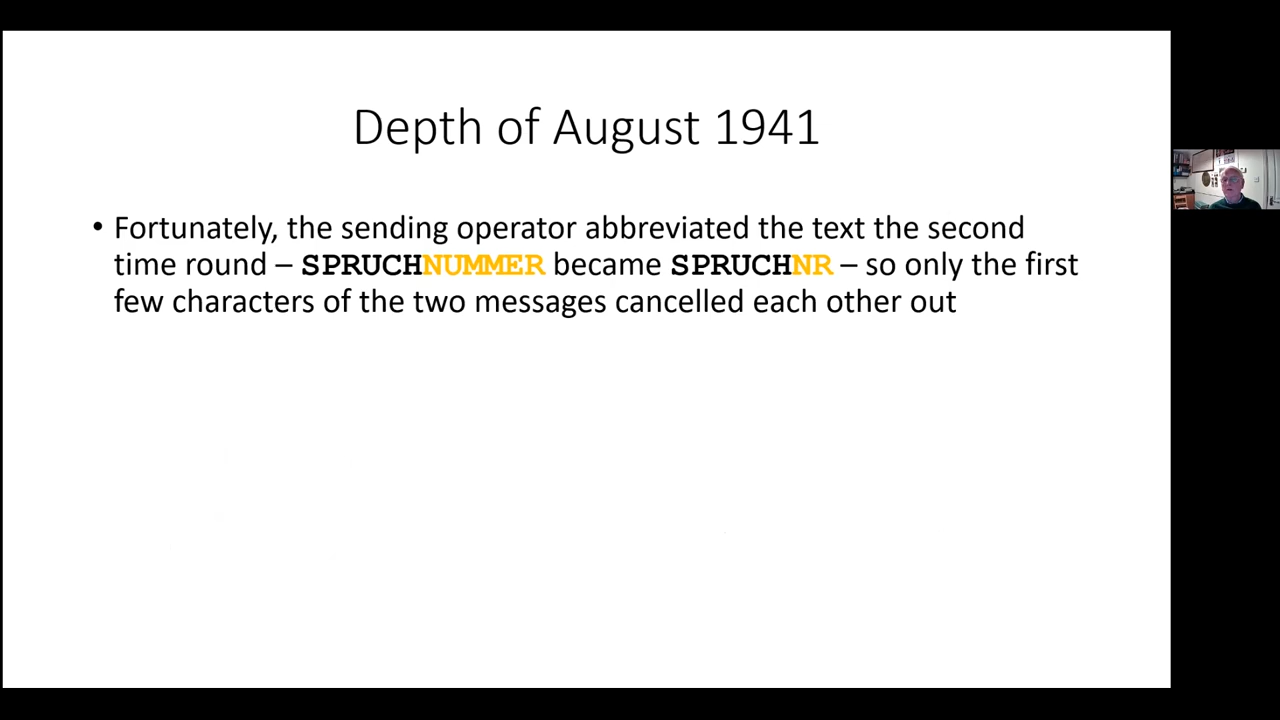 Depth of August 1941
• Fortunately, the sending operator abbreviated the text the second
time round – SPRUCHNUMMER became SPRUCHNR – so only the first
few characters of the two messages cancelled each other out